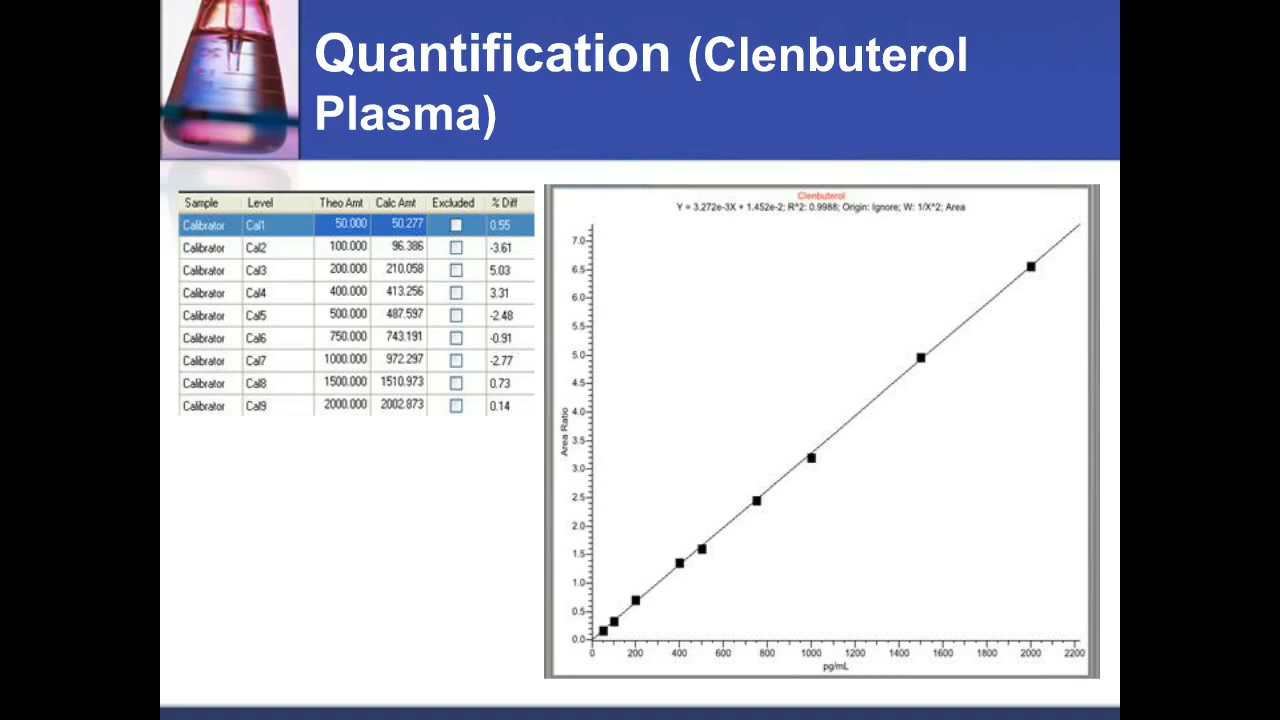 Quantification (Clenbuterol
Plasma)
Sample Level Theo Amt Calc Amt Excluded % Diff
Calibrator Cal1 50.000 50.277 0.55
Calibrator Cal2 100.000 96.386 -3.61
Calibrator Cal3 200.000 210.058 5.03
Calibrator Cal4 400.000 413.256 3.31
Calibrator Cal5 500.000 487.597 -2.48
Calibrator Cal6 750.000 743.191 -0.91
Calibrator Cal7 1000.000 972.297 -2.77
Calibrator Cal8 1500.000 1510.973 0.73
Calibrator Cal9 2000.000 2002.873 0.14
Clenbuterol
Y = 3.272e-3X + 1.452e-2; R^2: 0.9988; Origin: Ignore; W: 1/X^2; Area
7.0
6.5
6.0
5.5
5.0
4.5
4.0
3.5
3.0
2.5
2.0
1.5
1.0
0.5
0.0
Area Ratio
0 200 400 600 800 1000 1200 1400 1600 1800 2000 2200
pg/mL